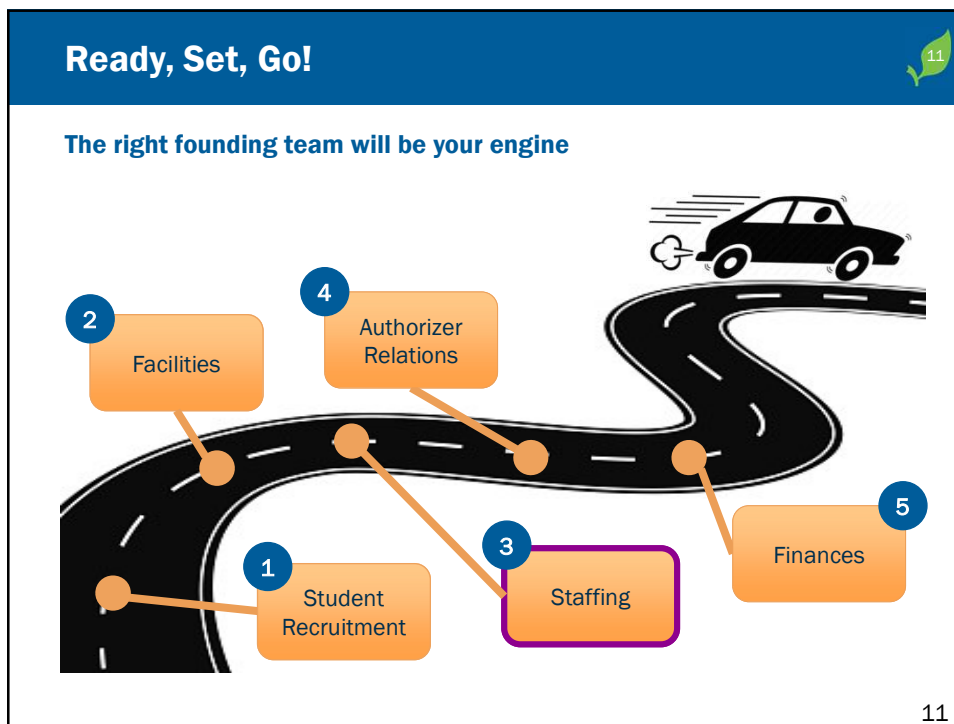 Ready, Set, Go!
11
The right founding team will be your engine
2
Facilities
4
Authorizer
Relations
1
Student
Recruitment
3
Staffing
5
Finances
11